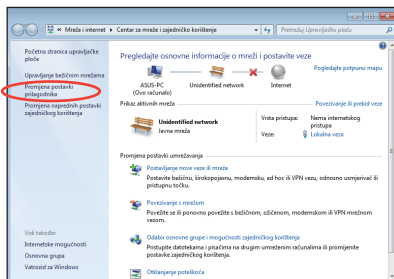 Mreža i internet ▸ Centar za mreže i zajedničko korištenje
Pretražuj Upravljačku ploču
Početna stranica upravljačke ploče
Upravljanje bežičnim mrežama
Promjena postavki prilagodnika
Promjena naprednih postavki zajedničkog korištenja
Vidi također
Internetske mogućnosti
Osnovna grupa
Vatrozid za Windows
Pregledajte osnovne informacije o mreži i postavite veze
Pogledajte potpunu mapu
ASUS-PC
(Ovo računalo)
Unidentified network
Internet
Prikaz aktivnih mreža
Povezivanje ili prekid veze
Unidentified network
Javna mreža
Vrsta pristupa: Nema internetskog pristupa
Veze: Lokalna veza
Promjena postavki umrežavanja
Postavljanje nove veze ili mreže
Postavite bežičnu, širokopojasnu, modemsku, ad hoc ili VPN vezu, odnosno usmjerivač ili
pristupnu točku.
Povezivanje s mrežom
Povežite se ili ponovno povežite s bežičnom, ožičenom, modemskom ili VPN mrežnom
vezom.
Odabir osnovne grupe i mogućnosti zajedničkog korištenja
Pristupite datotekama i pisačima na drugim umreženim računalima ili promijenite
postavke zajedničkog korištenja.
Otklanjanje poteškoća